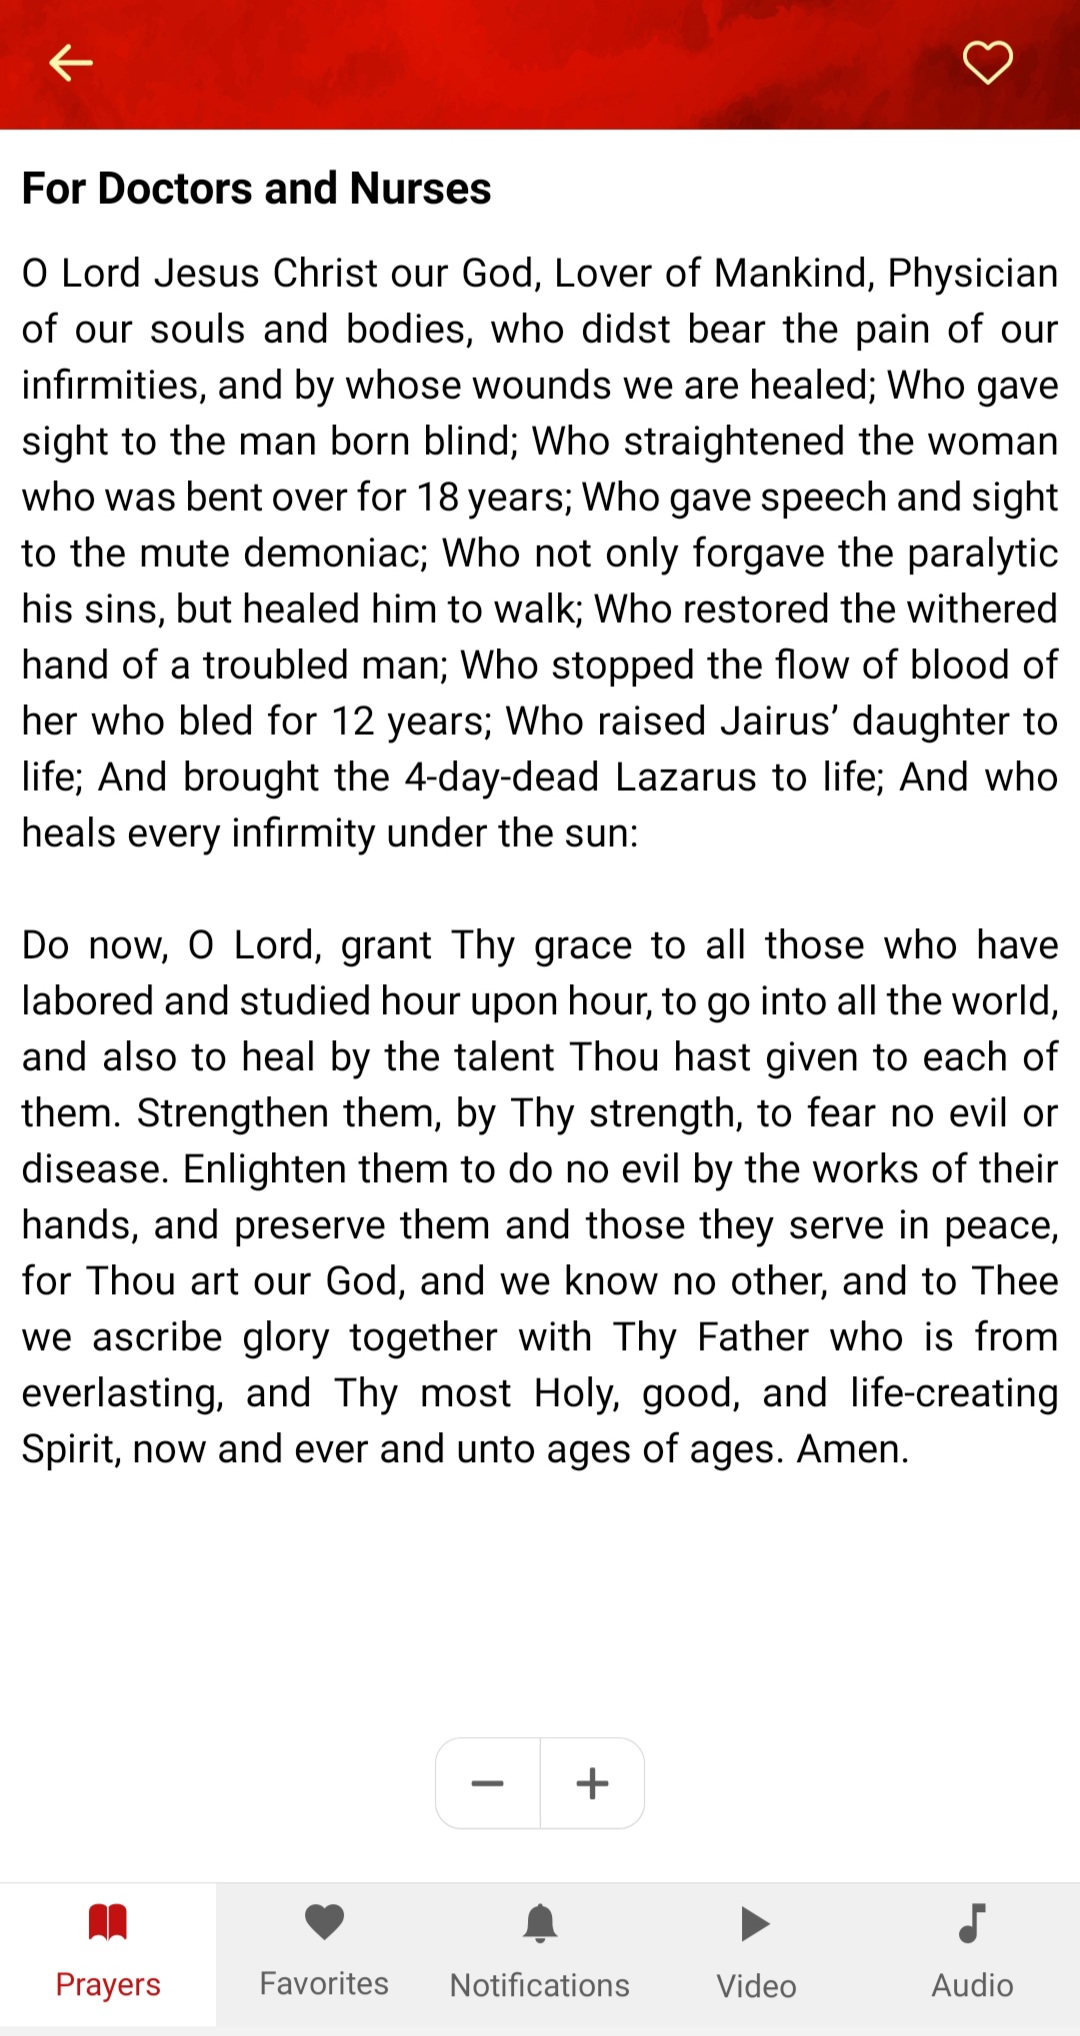 For Doctors and Nurses
O Lord Jesus Christ our God, Lover of Mankind, Physician
of our souls and bodies, who didst bear the pain of our
infirmities, and by whose wounds we are healed; Who gave
sight to the man born blind; Who straightened the woman
who was bent over for 18 years; Who gave speech and sight
to the mute demoniac; Who not only forgave the paralytic
his sins, but healed him to walk; Who restored the withered
hand of a troubled man; Who stopped the flow of blood of
her who bled for 12 years; Who raised Jairus’ daughter to
life; And brought the 4-day-dead Lazarus to life; And who
heals every infirmity under the sun:
Do now, O Lord, grant Thy grace to all those who have
labored and studied hour upon hour, to go into all the world,
and also to heal by the talent Thou hast given to each of
them. Strengthen them, by Thy strength, to fear no evil or
disease. Enlighten them to do no evil by the works of their
hands, and preserve them and those they serve in peace,
for Thou art our God, and we know no other, and to Thee
we ascribe glory together with Thy Father who is from
everlasting, and Thy most Holy, good, and life-creating
Spirit, now and ever and unto ages of ages. Amen.
Prayers Favorites Notifications Video Audio